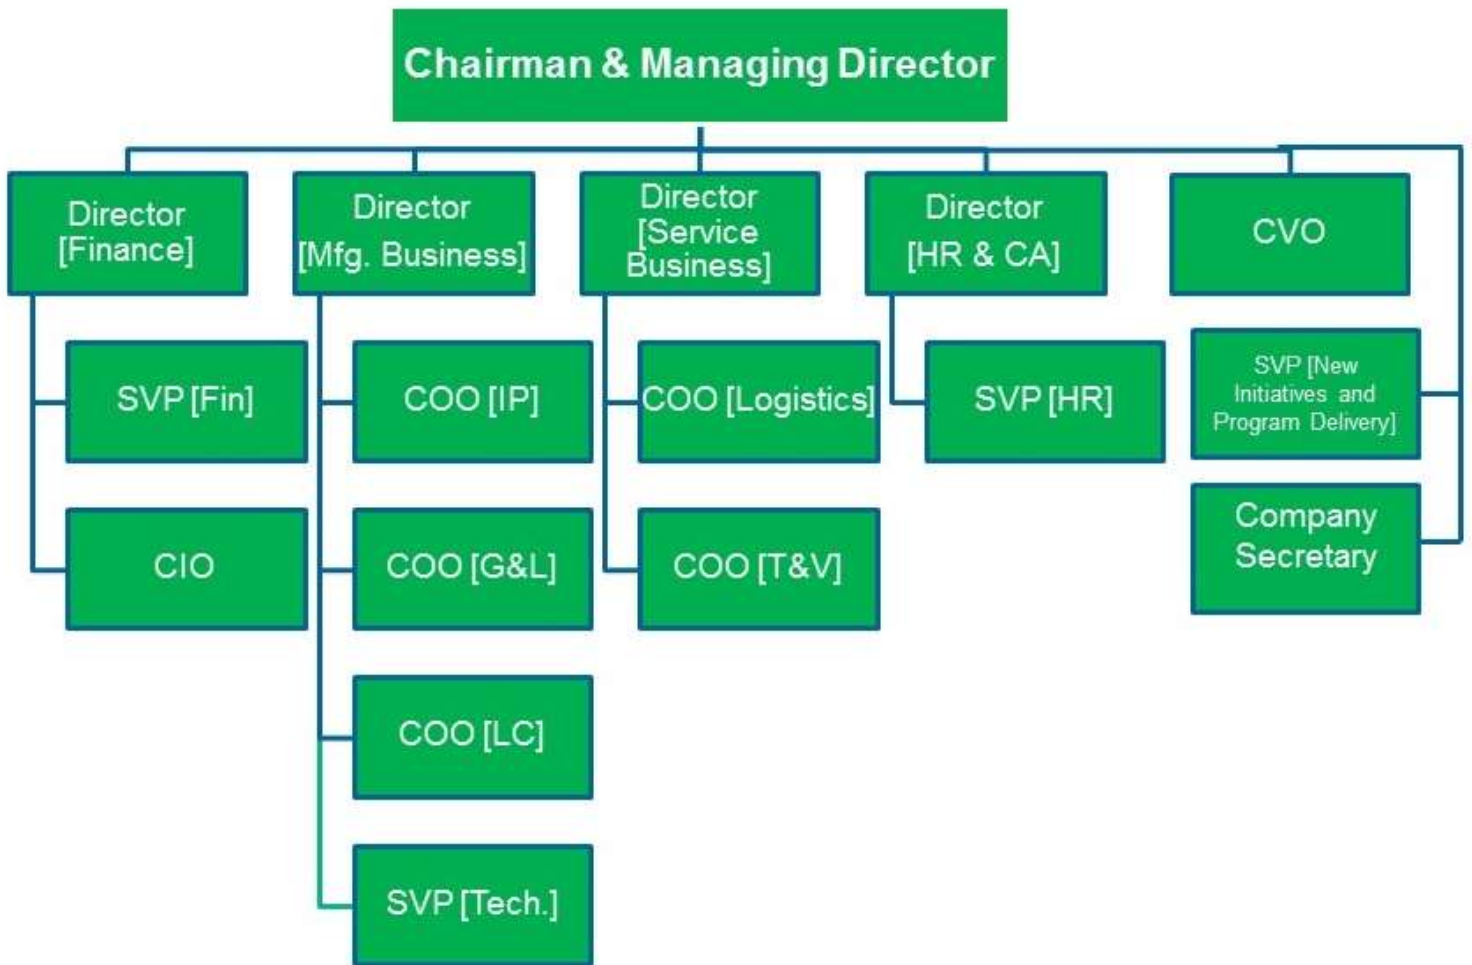 Chairman & Managing Director
Director
[Finance]
Director
[Mfg. Business]
Director
[Service
Business]
Director
[HR & CA]
CVO
SVP [Fin]
COO [IP]
COO [Logistics]
SVP [HR]
SVP [New
Initiatives and
Program Delivery]
CIO
COO [G&L]
COO [T&V]
Company
Secretary
COO [LC]
SVP [Tech.]